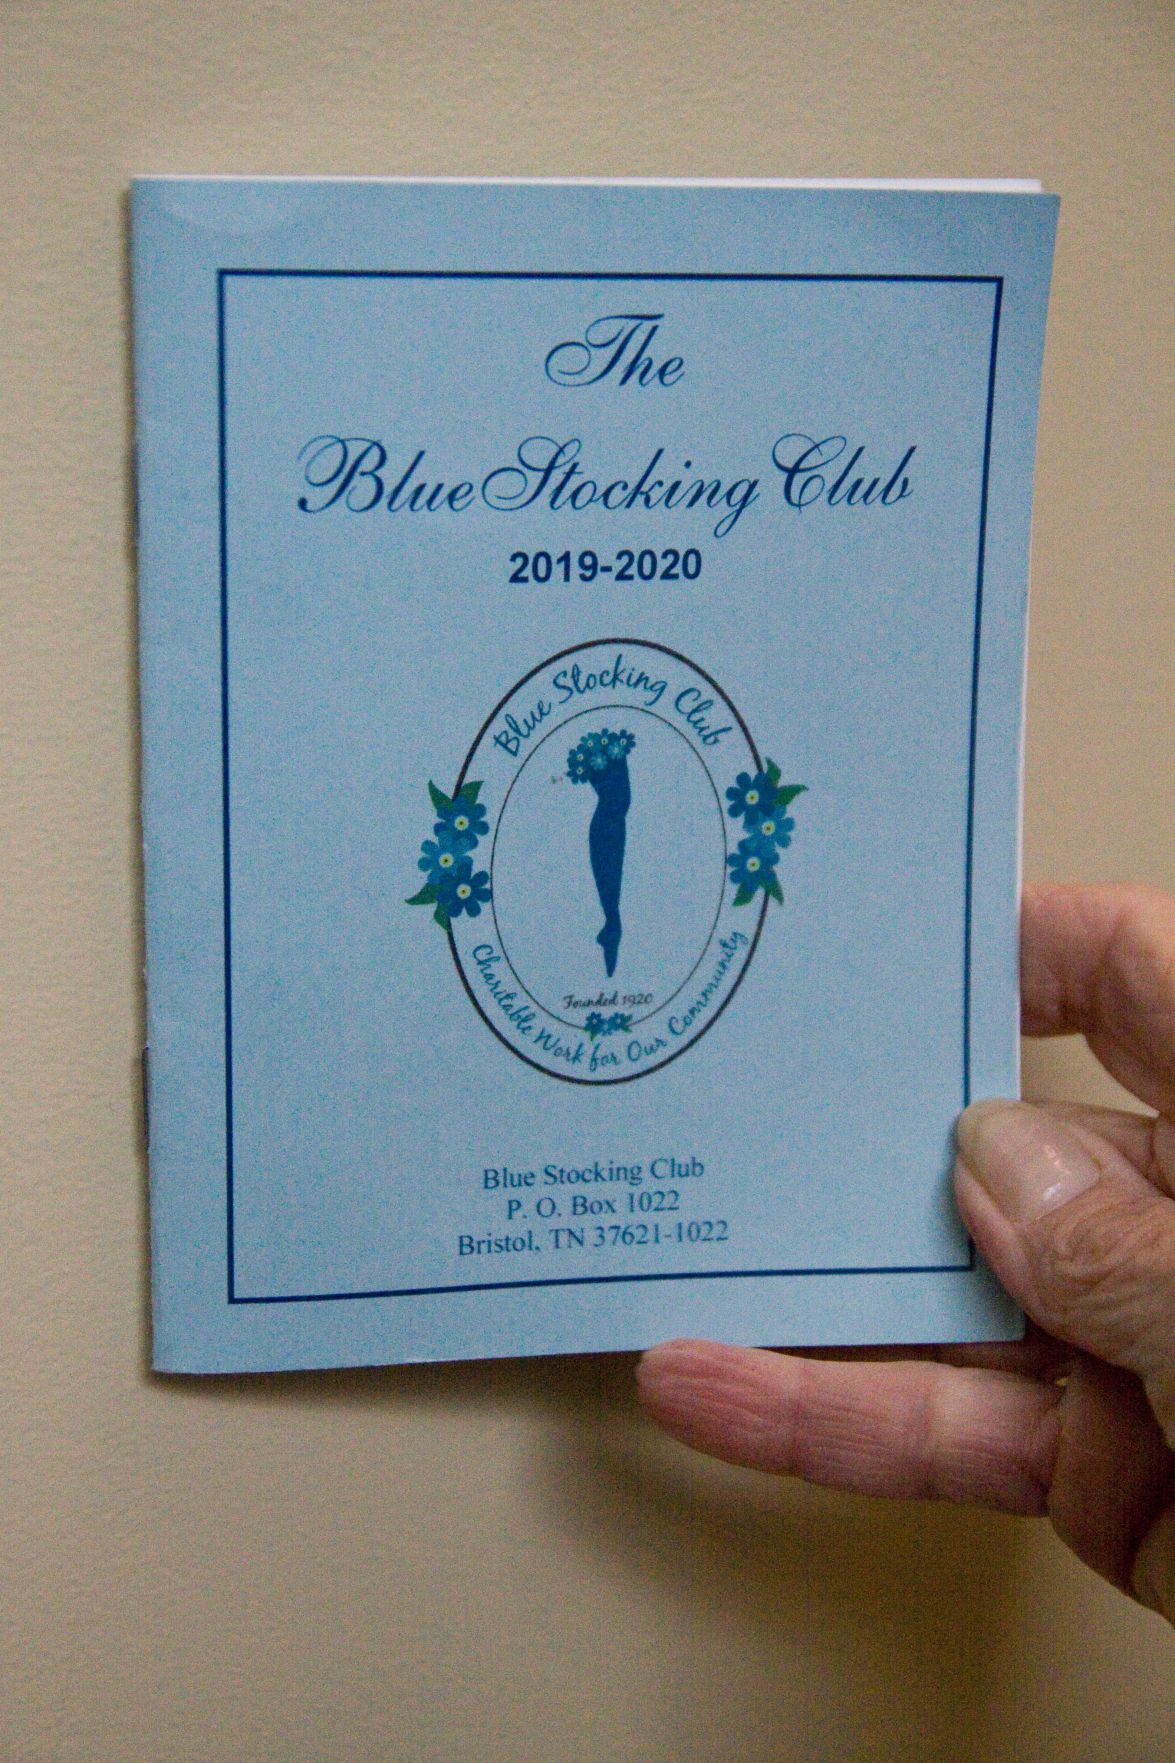 The
Blue Stocking Club
2019-2020
Blue Stocking Club
Founded 1920
Charitable Work for Our Community
Blue Stocking Club
P. O. Box 1022
Bristol, TN 37621-1022